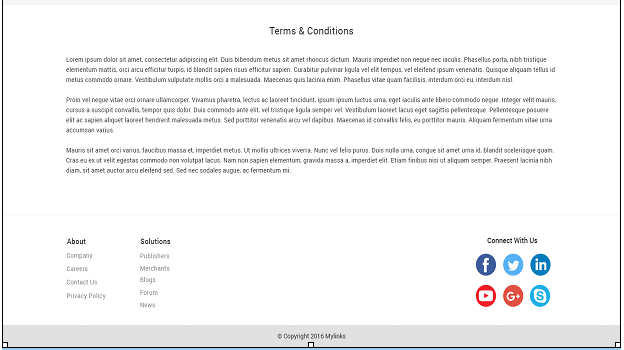 Terms & Conditions
Lorem ipsum dolor sit amet, consectetur adipiscing elit. Duis bibendum metus sit amet rhoncus dictum. Mauris imperdiet non neque nec iaculis. Phasellus porta, nibh tristique
elementum mattis, orci arcu efficitur turpis, id blandit sapien risus efficitur sapien. Curabitur pulvinar ligula vel elit tempus, vel eleifend ipsum venenatis. Quisque aliquam tellus id
metus commodo ornare. Vestibulum vulputate mollis orci a malesuada. Maecenas quis lacinia enim. Phasellus vitae quam facilisis, interdum orci eu, interdum nisl.
Proin vel neque vitae orci ornare ullamcorper. Vivamus pharetra, lectus ac laoreet tincidunt, ipsum ipsum luctus urna, eget iaculis ante libero commodo neque. Integer velit mauris,
cursus a suscipit convallis, tempor quis dolor. Duis commodo ante elit, vel tristique ligula semper vel. Vestibulum laoreet lacus eget sagittis pellentesque. Pellentesque posuere
elit ac sapien aliquet laoreet hendrerit malesuada metus. Sed porttitor venenatis arcu vel dapibus. Maecenas id convallis felis, eu porttitor mauris. Aliquam fermentum vitae urna
accumsan varius.
Mauris sit amet orci varius, faucibus massa et, imperdiet metus. Ut mollis ultrices viverra. Nunc vel felis purus. Duis nulla urna, congue sit amet urna id, blandit scelerisque quam.
Cras eu ex ut velit egestas commodo non volutpat lacus. Nam non sapien elementum, gravida massa a, imperdiet elit. Etiam finibus nisi ut aliquam semper. Praesent lacinia nibh
diam, sit amet auctor arcu eleifend sed. Sed nec sodales augue, ac fermentum mi.
About
Company
Careers
Contact Us
Privacy Policy
Solutions
Publishers
Merchants
Blogs
Forum
News
Connect With Us
© Copyright 2016 Mylinks